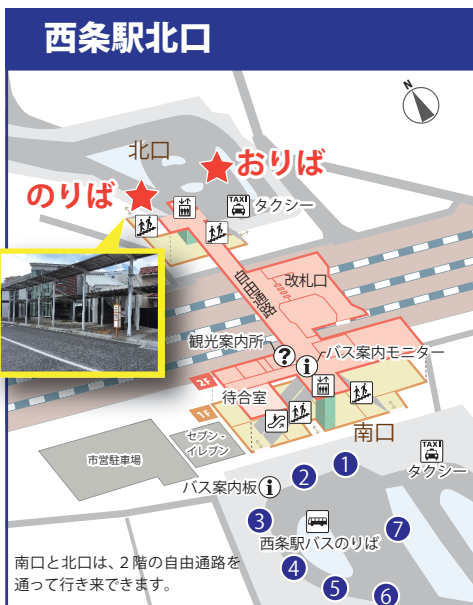 西条駅北口
N
北口
おりば
のりば
TAXI
タクシー
自由通路
改札口
観光案内所
?
i
バス案内モニター
2F
待合室
1F
セブン-
イレブン
市営駐車場
南口
TAXI
タクシー
バス案内板
i
1
2
3
西条駅バスのりば
7
4
5
6
南口と北口は、2階の自由通路を
通って行き来できます。